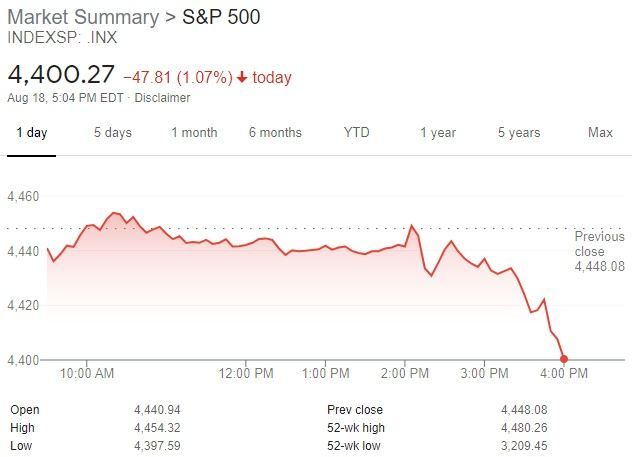 Market Summary > S&P 500
INDEXSP: .INX
4,400.27 −47.81 (1.07%) ↓ today
Aug 18, 5:04 PM EDT · Disclaimer
1 day 5 days 1 month 6 months YTD 1 year 5 years Max
4,460
4,440
4,420
4,400
Previous
close
4,448.08
10:00 AM 12:00 PM 1:00 PM 2:00 PM 3:00 PM 4:00 PM
Open 4,440.94 Prev close 4,448.08
High 4,454.32 52-wk high 4,480.26
Low 4,397.59 52-wk low 3,209.45